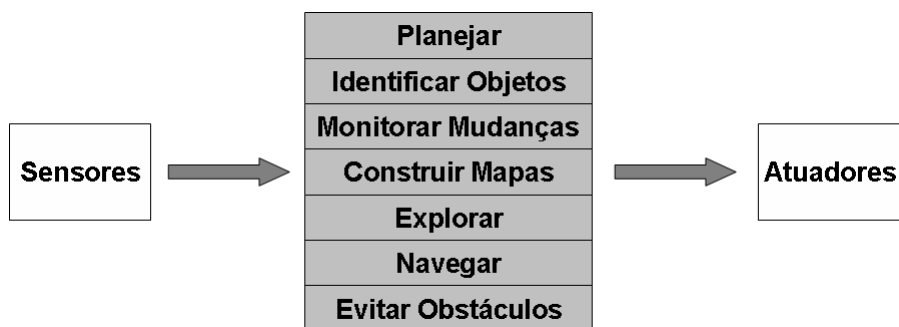 Sensores
Planejar
Identificar Objetos
Monitorar Mudanças
Construir Mapas
Explorar
Navegar
Evitar Obstáculos
Atuadores